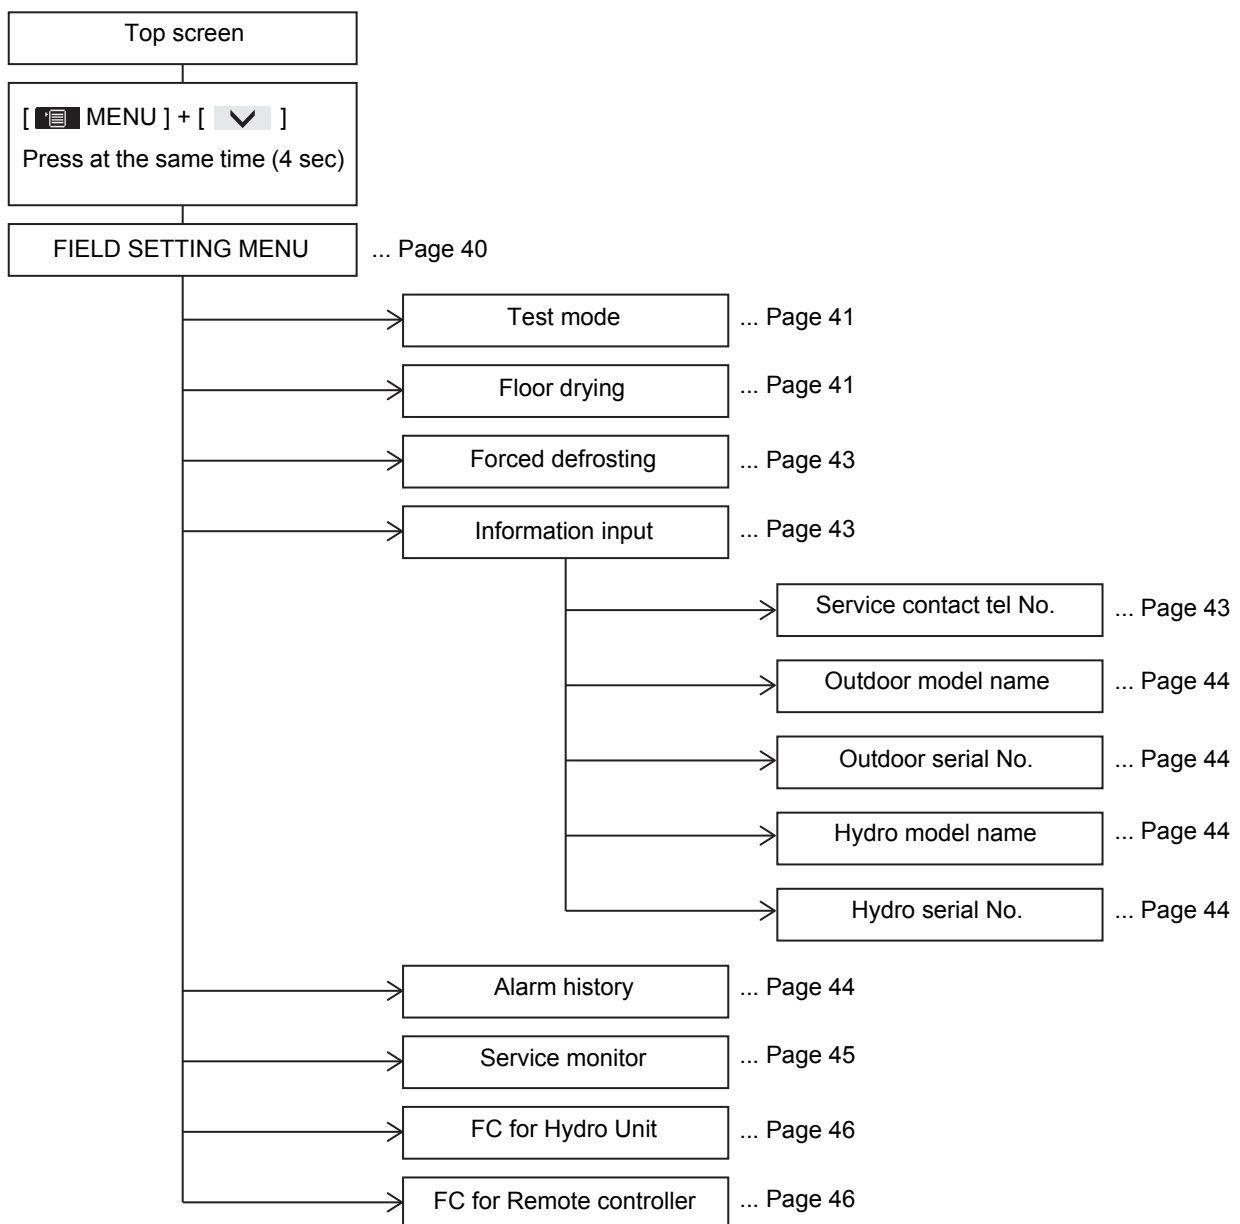 Top screen
[ MENU ] + [ ]
Press at the same time (4 sec)
FIELD SETTING MENU ... Page 40
Test mode ... Page 41
Floor drying ... Page 41
Forced defrosting ... Page 43
Information input ... Page 43
Service contact tel No. ... Page 43
Outdoor model name ... Page 44
Outdoor serial No. ... Page 44
Hydro model name ... Page 44
Hydro serial No. ... Page 44
Alarm history ... Page 44
Service monitor ... Page 45
FC for Hydro Unit ... Page 46
FC for Remote controller ... Page 46